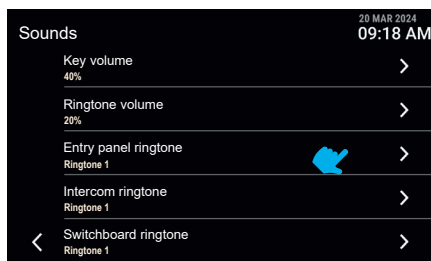 Sounds
20 MAR 2024
09:18 AM
Key volume
40%
Ringtone volume
20%
Entry panel ringtone
Ringtone 1
Intercom ringtone
Ringtone 1
Switchboard ringtone
Ringtone 1